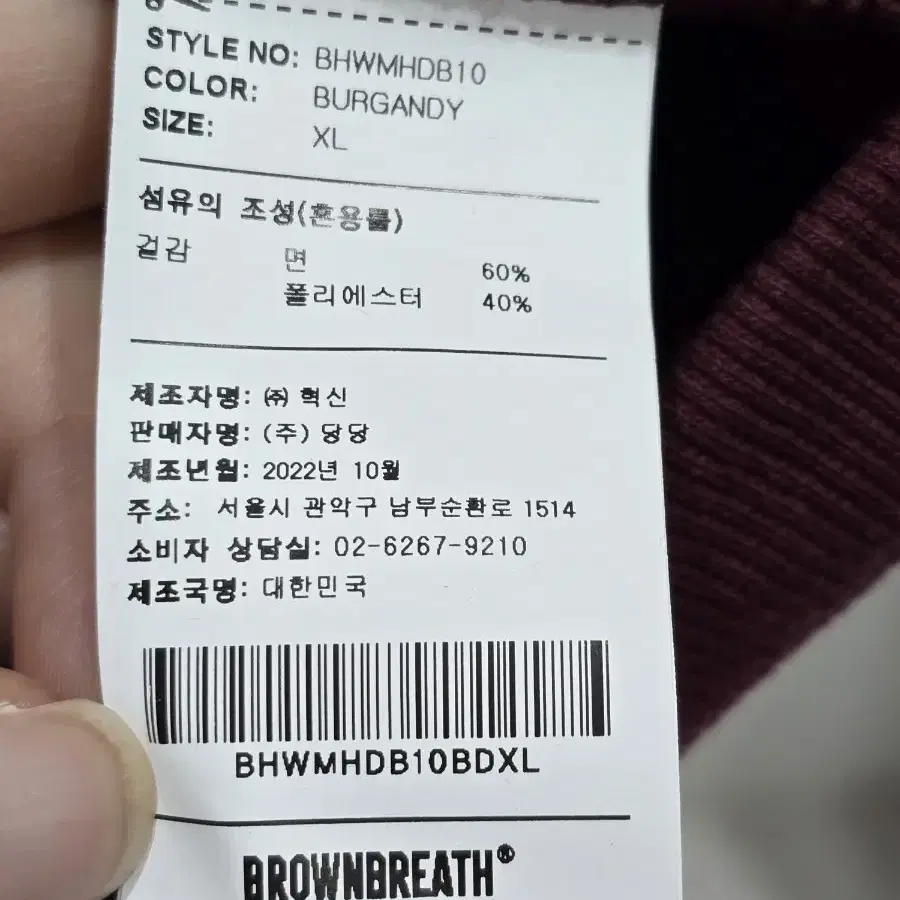 STYLE NO: BHWMHDB10
COLOR: BURGANDY
SIZE: XL
섬유의 조성(혼용률)
겉감 면 60%
폴리에스터 40%
제조자명: ㈜ 혁신
판매자명: (주) 당당
제조년월: 2022년 10월
주소: 서울시 관악구 남부순환로 1514
소비자 상담실: 02-6267-9210
제조국명: 대한민국
BHWMHDB10BDXL
BROWNBREATH®